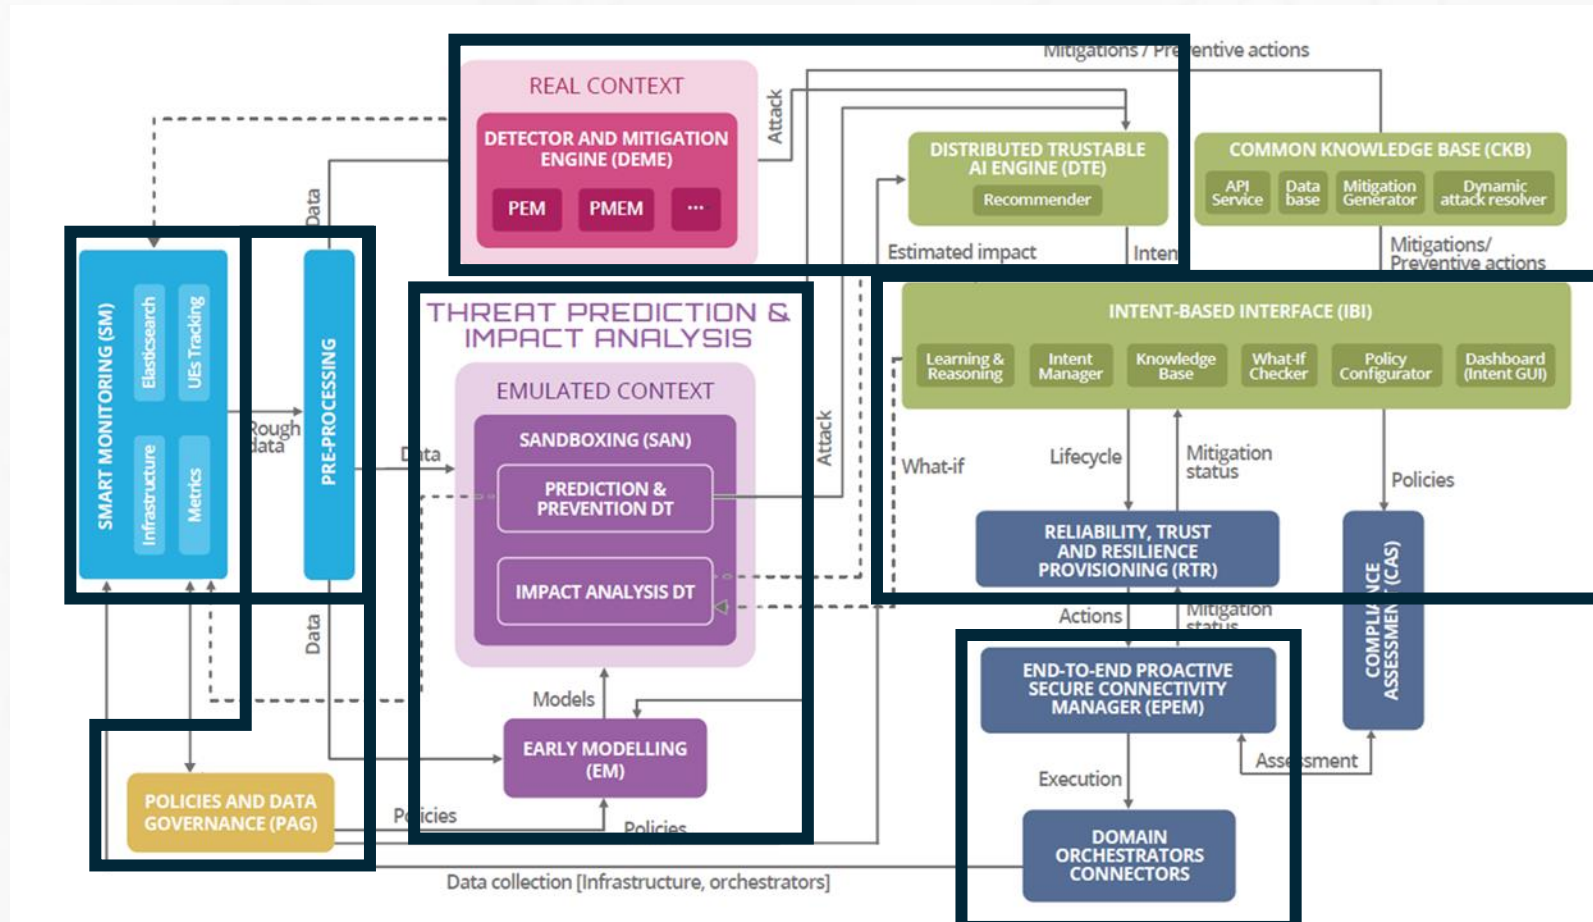 Mitigations / Preventive actions
REAL CONTEXT
DETECTOR AND MITIGATION
ENGINE (DEME)
PEM
PMEM
...
Attack
DISTRIBUTED TRUSTABLE
AI ENGINE (DTE)
Recommender
COMMON KNOWLEDGE BASE (CKB)
API
Service
Data
base
Mitigation
Generator
Dynamic
attack resolver
Data
Estimated impact
Inten
Mitigations/
Preventive actions
SMART MONITORING (SM)
Elasticsearch
UEs Tracking
Infrastructure
Metrics
Rough
data
PRE-PROCESSING
Data
Data
THREAT PREDICTION &
IMPACT ANALYSIS
EMULATED CONTEXT
SANDBOXING (SAN)
PREDICTION &
PREVENTION DT
IMPACT ANALYSIS DT
Attack
Models
EARLY MODELLING
(EM)
INTENT-BASED INTERFACE (IBI)
Learning &
Reasoning
Intent
Manager
Knowledge
Base
What-If
Checker
Policy
Configurator
Dashboard
(Intent GUI)
What-if
Lifecycle
Mitigation
status
Policies
RELIABILITY, TRUST
AND RESILIENCE
PROVISIONING (RTR)
COMPLIANCE
ASSESSMENT (CAS)
Actions
Mitigation
status
END-TO-END PROACTIVE
SECURE CONNECTIVITY
MANAGER (EPEM)
Assessment
Execution
DOMAIN
ORCHESTRATORS
CONNECTORS
POLICIES AND DATA
GOVERNANCE (PAG)
Policies
Policies
Data collection [Infrastructure, orchestrators]